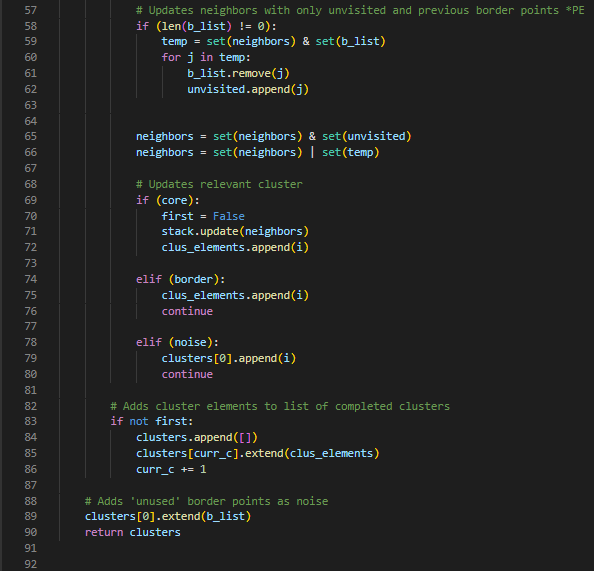 57 # Updates neighbors with only unvisited and previous border points *PE
58 if (len(b_list) != 0):
59 temp = set(neighbors) & set(b_list)
60 for j in temp:
61 b_list.remove(j)
62 unvisited.append(j)
63
64
65 neighbors = set(neighbors) & set(unvisited)
66 neighbors = set(neighbors) | set(temp)
67
68 # Updates relevant cluster
69 if (core):
70 first = False
71 stack.update(neighbors)
72 clus_elements.append(i)
73
74 elif (border):
75 clus_elements.append(i)
76 continue
77
78 elif (noise):
79 clusters[0].append(i)
80 continue
81
82 # Adds cluster elements to list of completed clusters
83 if not first:
84 clusters.append([])
85 clusters[curr_c].extend(clus_elements)
86 curr_c += 1
87
88 # Adds 'unused' border points as noise
89 clusters[0].extend(b_list)
90 return clusters
91
92